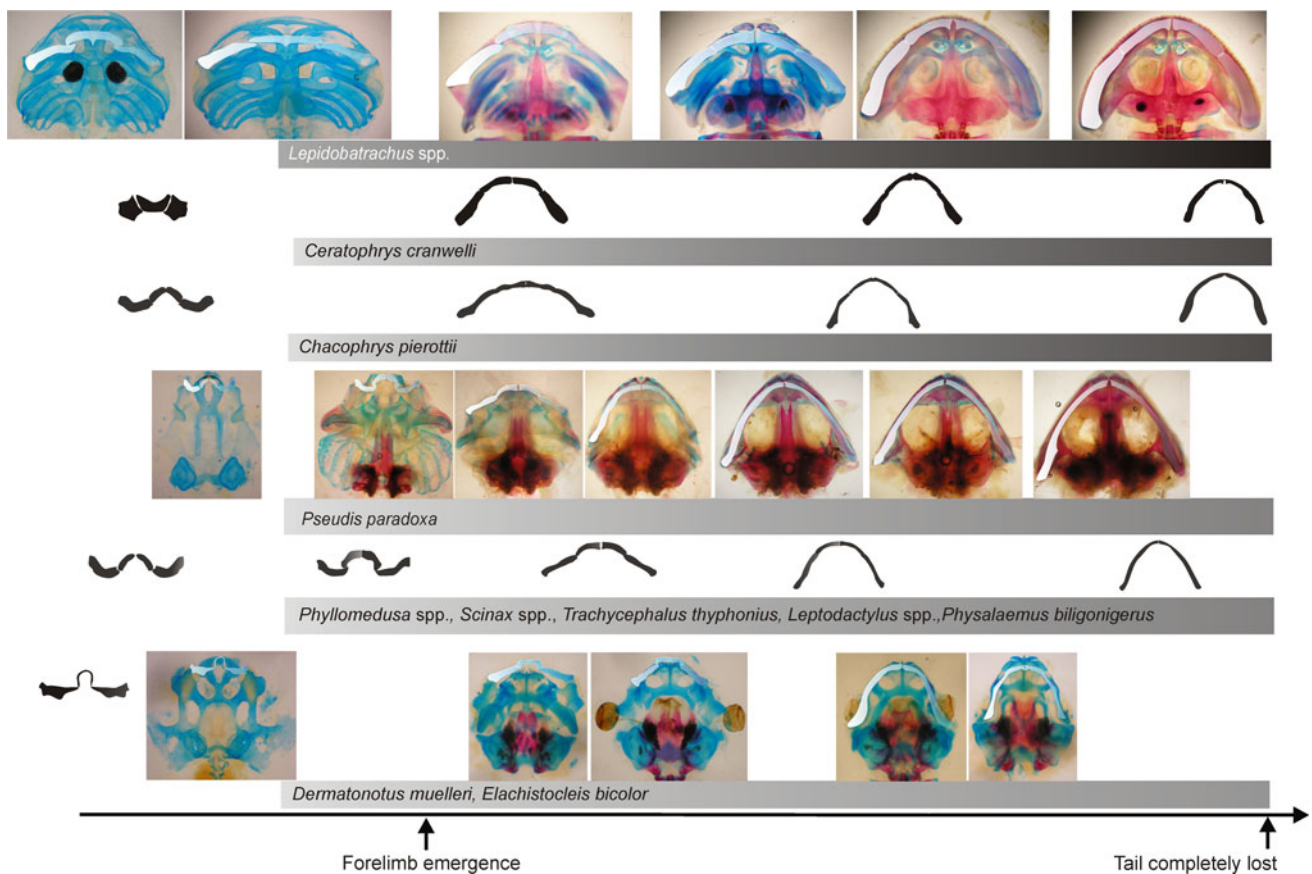 Lepidobatrachus spp.
Ceratophrys cranwelli
Chacophrys pierottii
Pseudis paradoxa
Phyllomedusa spp., Scinax spp., Trachycephalus thyphonius, Leptodactylus spp.,Physalaemus biligonigerus
Dermatonotus muelleri, Elachistocleis bicolor
Forelimb emergence
Tail completely lost